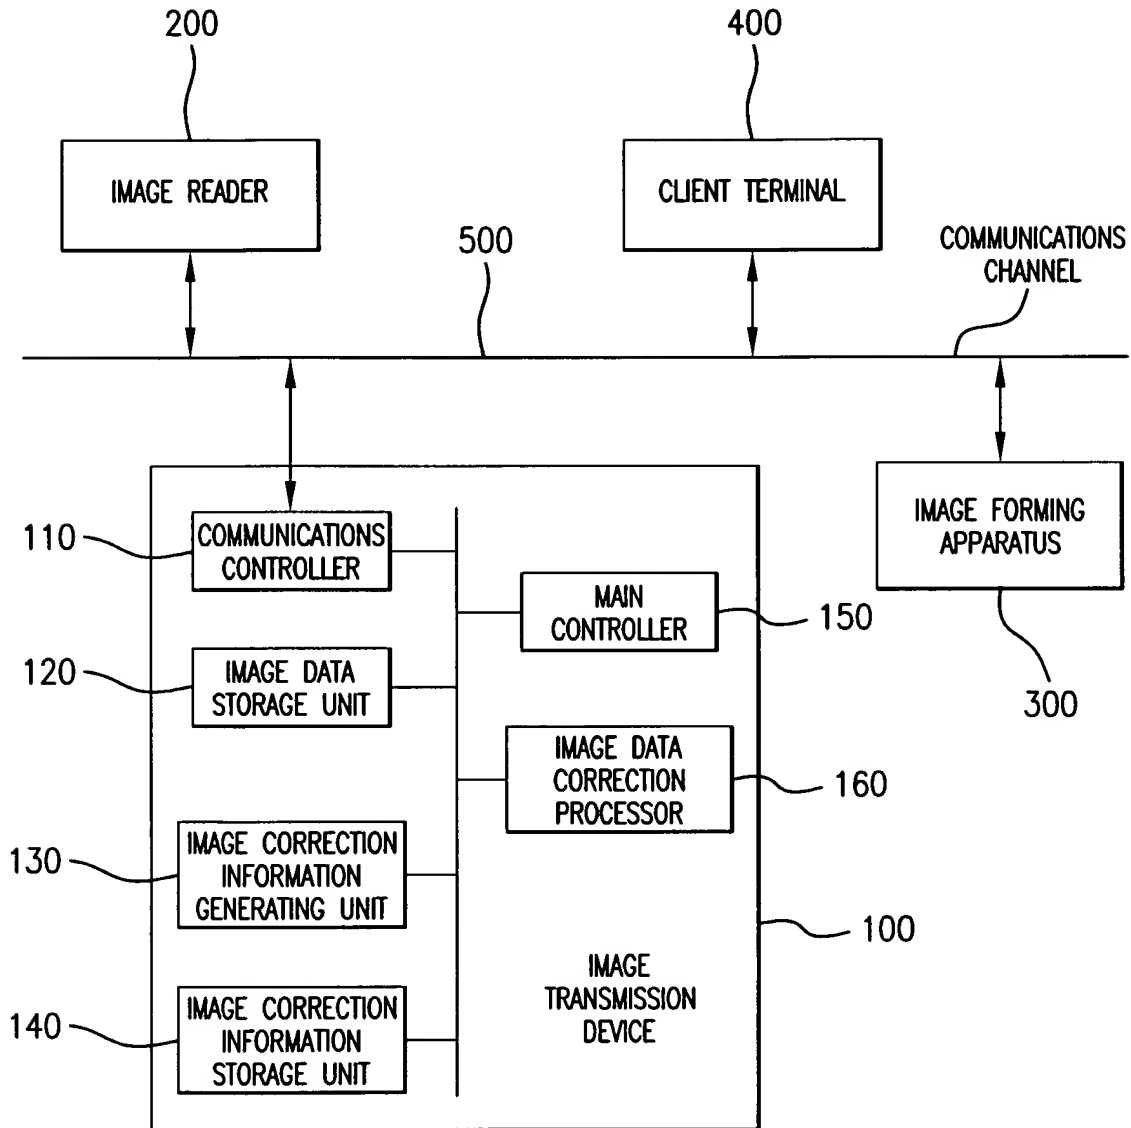 200
400
IMAGE READER
CLIENT TERMINAL
500
COMMUNICATIONS
CHANNEL
110
COMMUNICATIONS
CONTROLLER
IMAGE FORMING
APPARATUS
300
MAIN
CONTROLLER
150
120
IMAGE DATA
STORAGE UNIT
IMAGE DATA
CORRECTION
PROCESSOR
160
130
IMAGE CORRECTION
INFORMATION
GENERATING UNIT
100
IMAGE
TRANSMISSION
DEVICE
140
IMAGE CORRECTION
INFORMATION
STORAGE UNIT